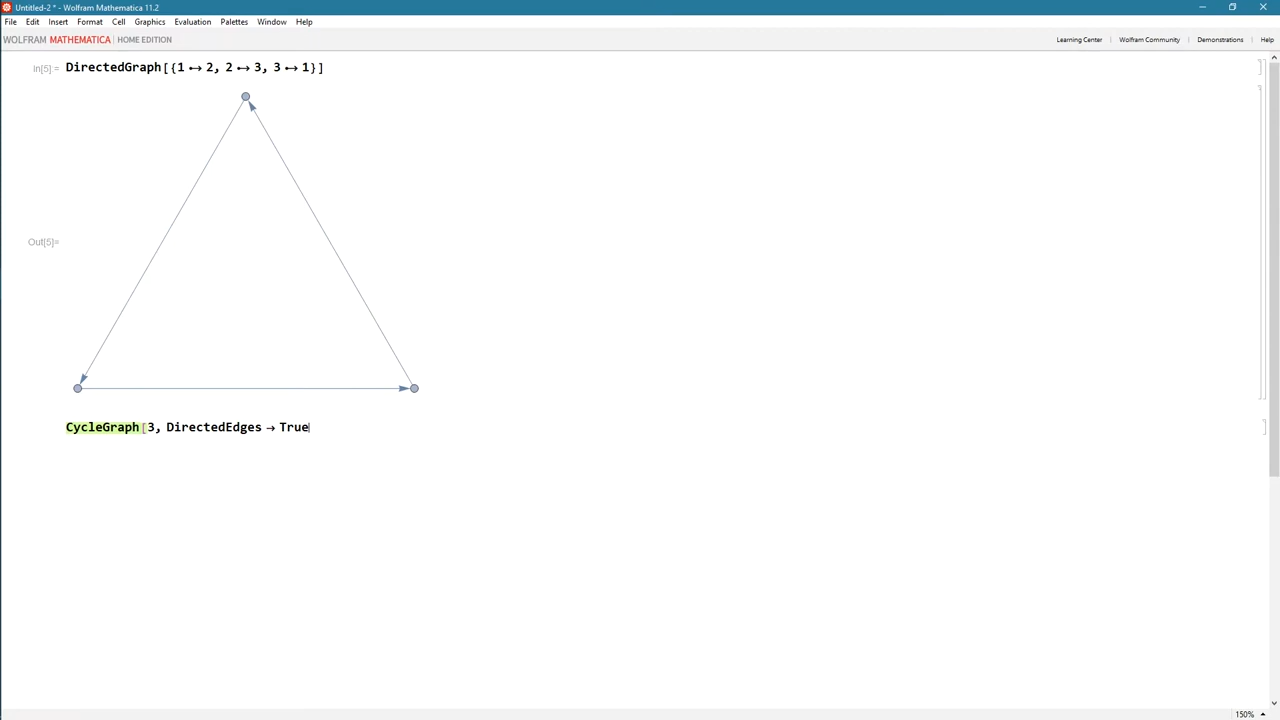 Untitled-2 * - Wolfram Mathematica 11.2
File Edit Insert Format Cell Graphics Evaluation Palettes Window Help
WOLFRAM MATHEMATICA | HOME EDITION Learning Center | Wolfram Community | Demonstrations | Help
In[5]:= DirectedGraph[{1 ↔ 2, 2 ↔ 3, 3 ↔ 1}]
Out[5]=
CycleGraph[3, DirectedEdges → True
150%